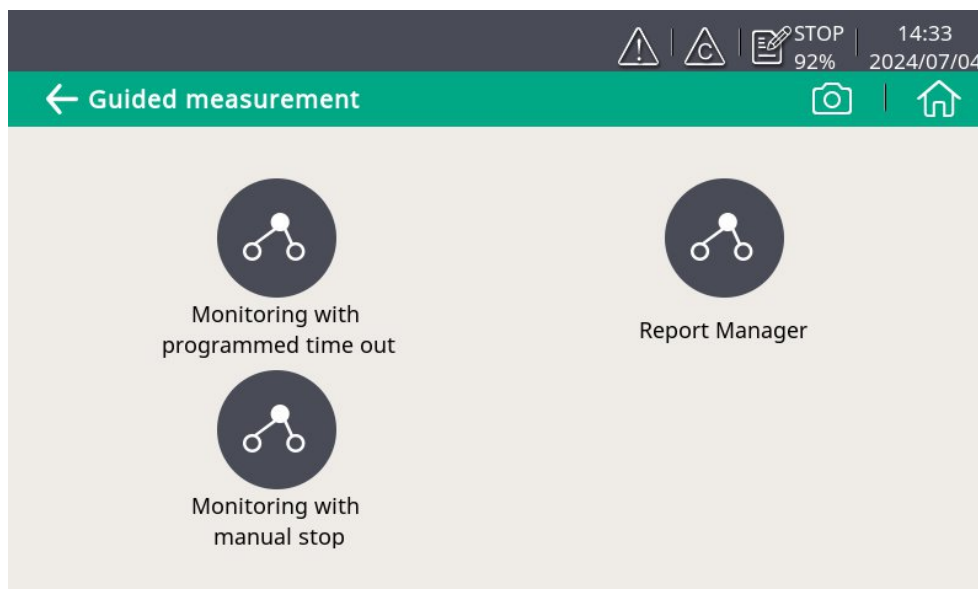 STOP
92%
14:33
2024/07/04
C
Guided measurement
Monitoring with
programmed time out
Report Manager
Monitoring with
manual stop